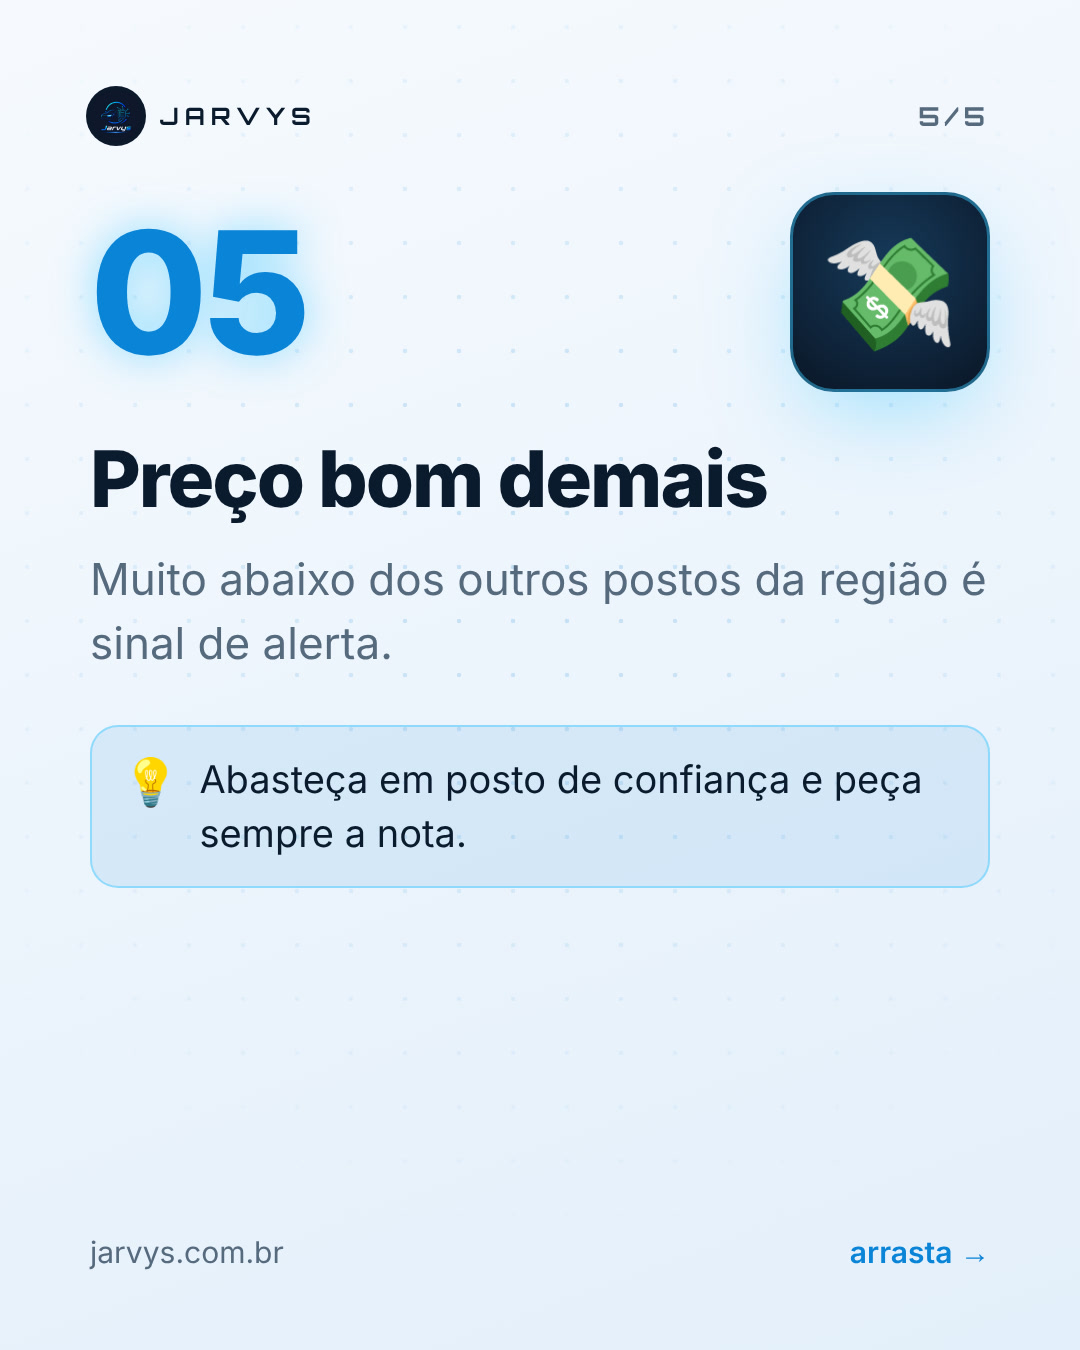 Jarvys
JARVYS
5/5
05
Preço bom demais
Muito abaixo dos outros postos da região é
sinal de alerta.
Abasteça em posto de confiança e peça
sempre a nota.
jarvys.com.br
arrasta →